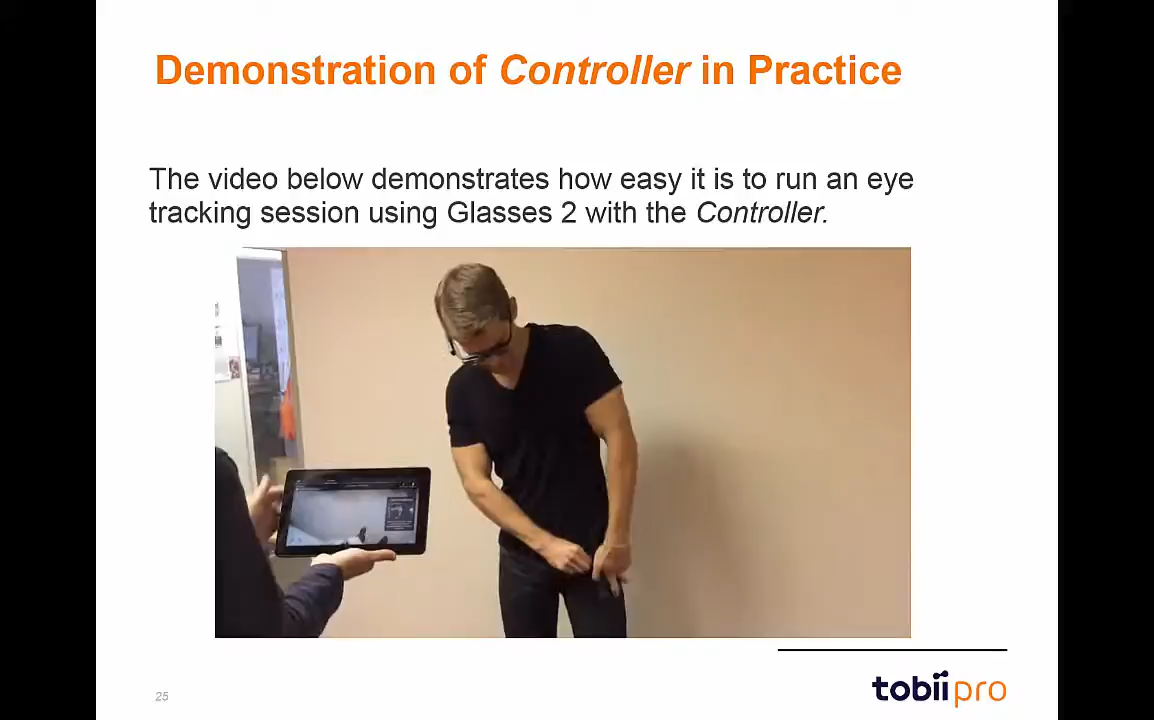 Demonstration of Controller in Practice
The video below demonstrates how easy it is to run an eye
tracking session using Glasses 2 with the Controller.
25
tobii pro